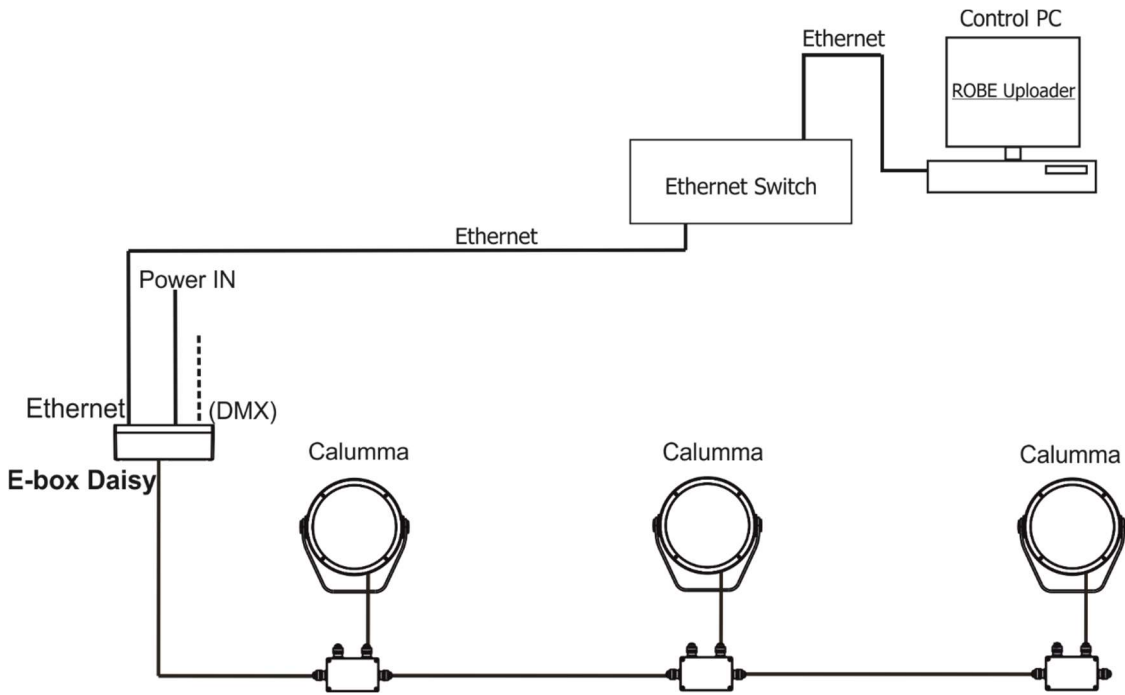 Control PC
Ethernet
ROBE Uploader
Ethernet Switch
Ethernet
Power IN
Ethernet
(DMX)
E-box Daisy
Calumma
Calumma
Calumma